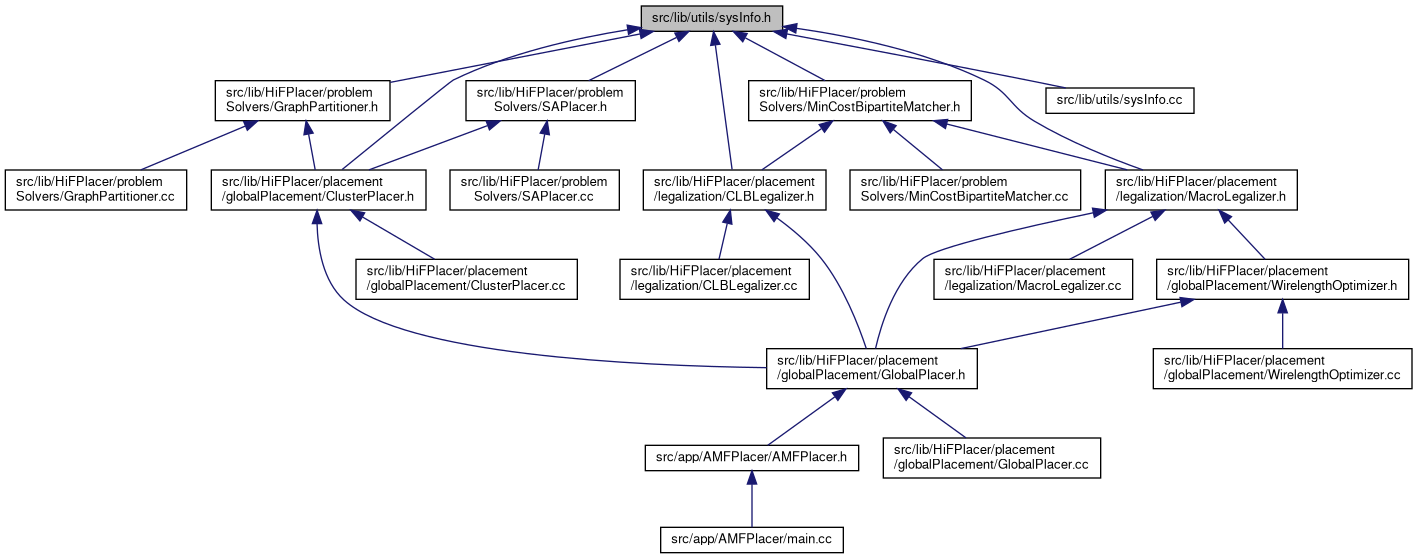 src/lib/utils/sysInfo.h
src/lib/HiFPlacer/problem
Solvers/GraphPartitioner.h
src/lib/HiFPlacer/problem
Solvers/SAPlacer.h
src/lib/HiFPlacer/problem
Solvers/MinCostBipartiteMatcher.h
src/lib/utils/sysInfo.cc
src/lib/HiFPlacer/problem
Solvers/GraphPartitioner.cc
src/lib/HiFPlacer/placement
/globalPlacement/ClusterPlacer.h
src/lib/HiFPlacer/problem
Solvers/SAPlacer.cc
src/lib/HiFPlacer/placement
/legalization/CLBLegalizer.h
src/lib/HiFPlacer/problem
Solvers/MinCostBipartiteMatcher.cc
src/lib/HiFPlacer/placement
/legalization/MacroLegalizer.h
src/lib/HiFPlacer/placement
/globalPlacement/ClusterPlacer.cc
src/lib/HiFPlacer/placement
/legalization/CLBLegalizer.cc
src/lib/HiFPlacer/placement
/legalization/MacroLegalizer.cc
src/lib/HiFPlacer/placement
/globalPlacement/WirelengthOptimizer.h
src/lib/HiFPlacer/placement
/globalPlacement/GlobalPlacer.h
src/lib/HiFPlacer/placement
/globalPlacement/WirelengthOptimizer.cc
src/app/AMFPlacer/AMFPlacer.h
src/lib/HiFPlacer/placement
/globalPlacement/GlobalPlacer.cc
src/app/AMFPlacer/main.cc